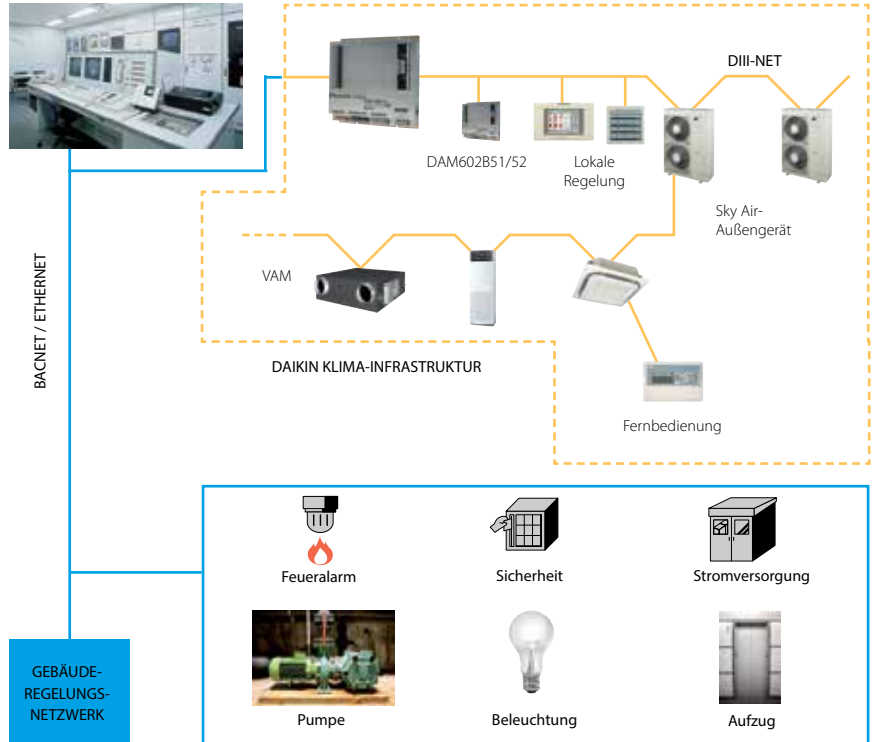 DIII-NET
DAM602B51/52
Lokale
Regelung
Sky Air-
Außengerät
VAM
BACNET / ETHERNET
DAIKIN KLIMA-INFRASTRUKTUR
Fernbedienung
Feueralarm
Sicherheit
Stromversorgung
GEBÄUDE-
REGELUNGS-
NETZWERK
Pumpe
Beleuchtung
Aufzug